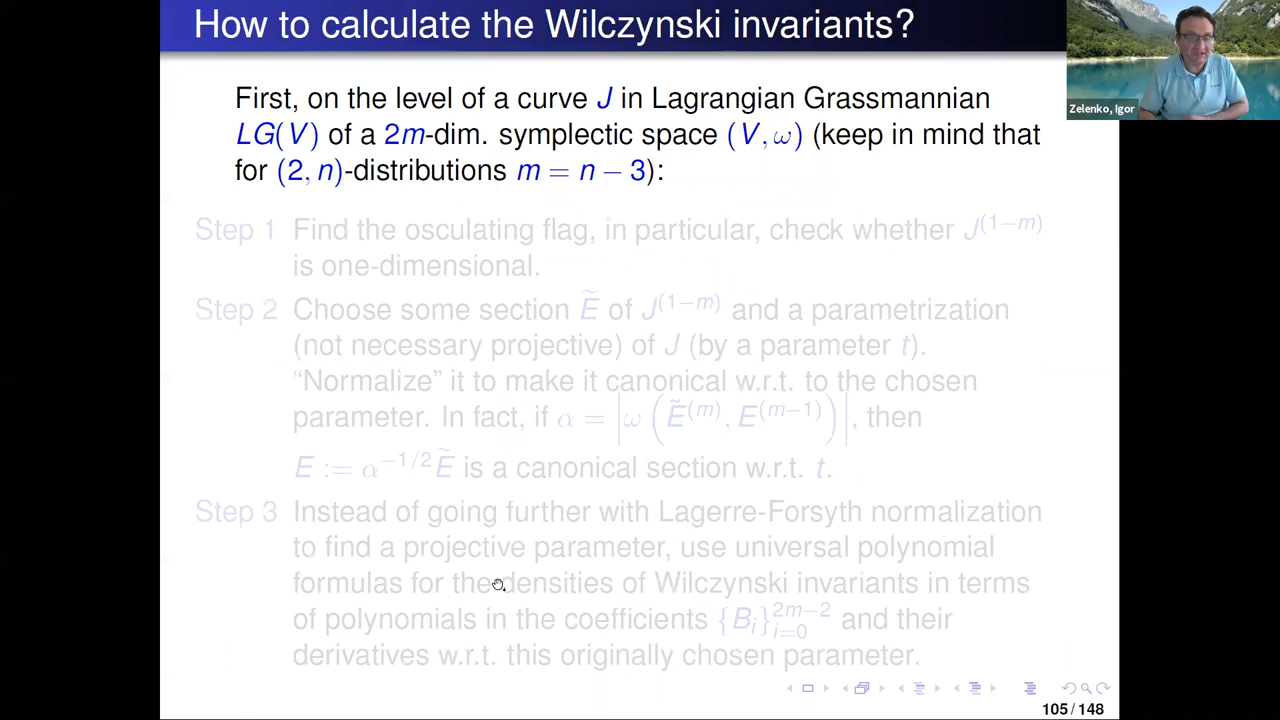 How to calculate the Wilczynski invariants?
Zelenko, Igor
First, on the level of a curve J in Lagrangian Grassmannian
LG(V) of a 2m-dim. symplectic space (V, ω) (keep in mind that
for (2, n)-distributions m = n − 3):
Step 1 Find the osculating flag, in particular, check whether J^(1−m)
is one-dimensional.
Step 2 Choose some section Ẽ of J^(1−m) and a parametrization
(not necessary projective) of J (by a parameter t).
“Normalize” it to make it canonical w.r.t. to the chosen
parameter. In fact, if α = |ω (Ẽ^(m), E^(m−1))|, then
E := α^−1/2 Ẽ is a canonical section w.r.t. t.
Step 3 Instead of going further with Lagerre-Forsyth normalization
to find a projective parameter, use universal polynomial
formulas for the densities of Wilczynski invariants in terms
of polynomials in the coefficients {B_i}_{i=0}^{2m−2} and their
derivatives w.r.t. this originally chosen parameter.
105 / 148